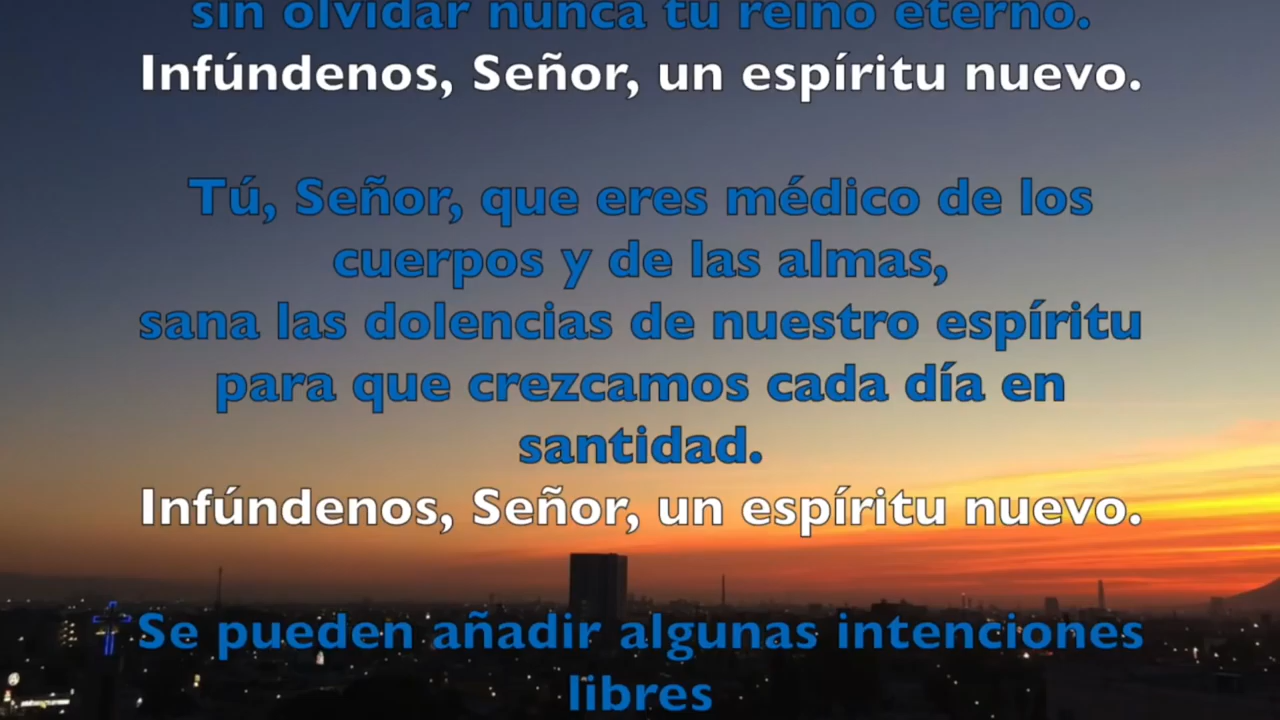 sin olvidar nunca tu reino eterno.
Infúndenos, Señor, un espíritu nuevo.
Tú, Señor, que eres médico de los
cuerpos y de las almas,
sana las dolencias de nuestro espíritu
para que crezcamos cada día en
santidad.
Infúndenos, Señor, un espíritu nuevo.
Se pueden añadir algunas intenciones
libres